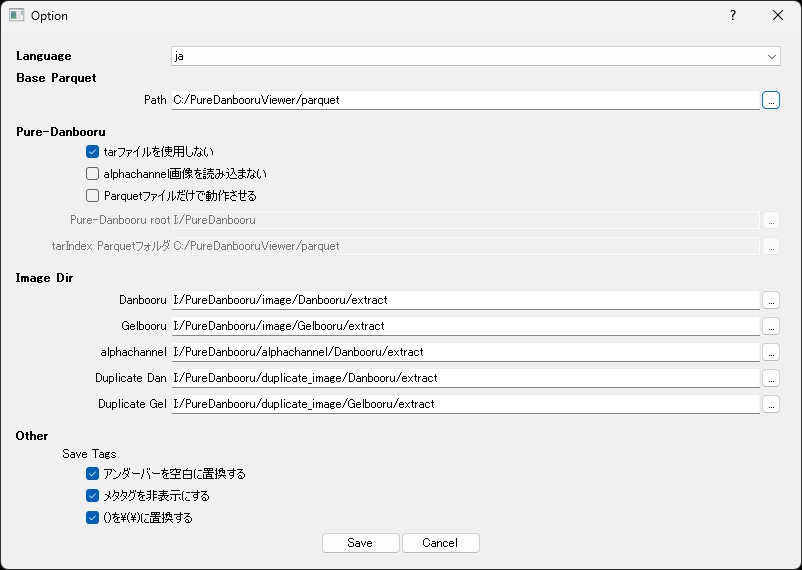 Option
Language ja
Base Parquet
Path C:/PureDanbooruViewer/parquet ...
Pure-Danbooru
tarファイルを使用しない
alphachannel画像を読み込まない
Parquetファイルだけで動作させる
Pure-Danbooru root I:/PureDanbooru ...
tarIndex Parquetフォルダ C:/PureDanbooruViewer/parquet ...
Image Dir
Danbooru I:/PureDanbooru/image/Danbooru/extract ...
Gelbooru I:/PureDanbooru/image/Gelbooru/extract ...
alphachannel I:/PureDanbooru/alphachannel/Danbooru/extract ...
Duplicate Dan I:/PureDanbooru/duplicate_image/Danbooru/extract ...
Duplicate Gel I:/PureDanbooru/duplicate_image/Gelbooru/extract ...
Other
Save Tags
アンダーバーを空白に置換する
メタタグを非表示にする
()を¥(¥)に置換する
Save Cancel